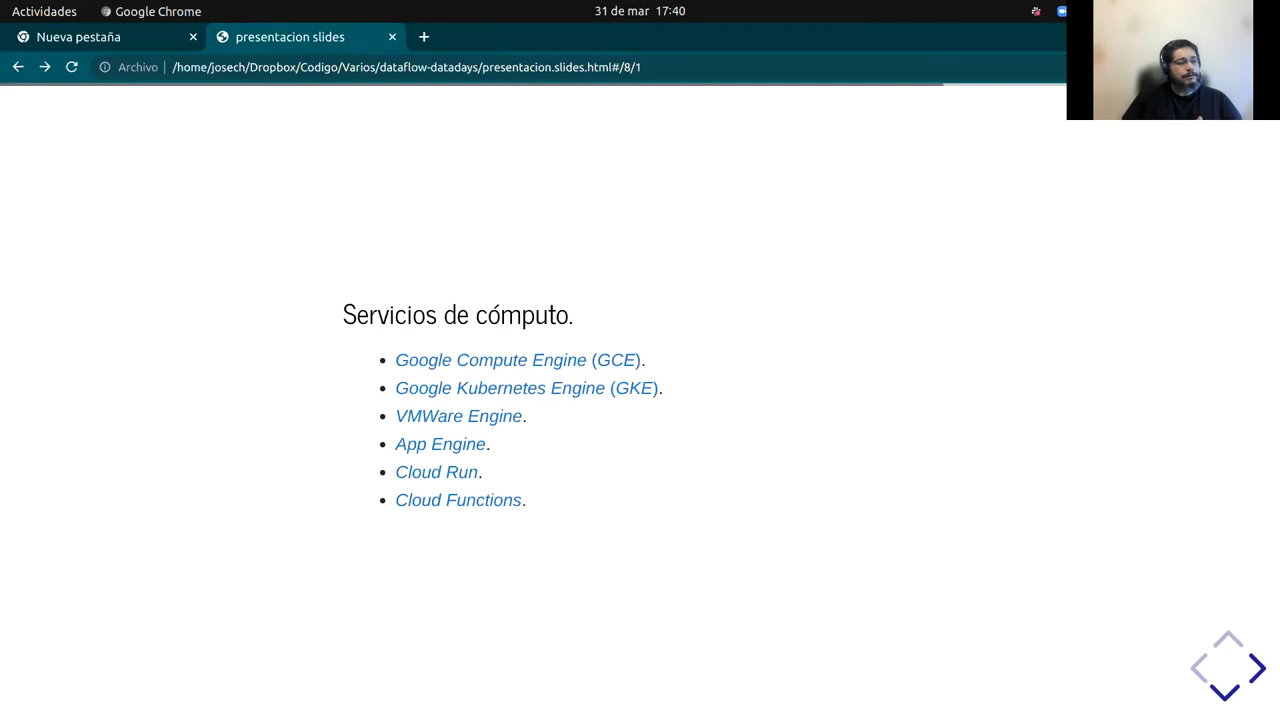 Actividades Google Chrome 31 de mar 17:40
Nueva pestaña × presentacion slides × +
Archivo /home/josech/Dropbox/Codigo/Varios/dataflow-datadays/presentacion.slides.html#/8/1
Servicios de cómputo.
• Google Compute Engine (GCE).
• Google Kubernetes Engine (GKE).
• VMWare Engine.
• App Engine.
• Cloud Run.
• Cloud Functions.